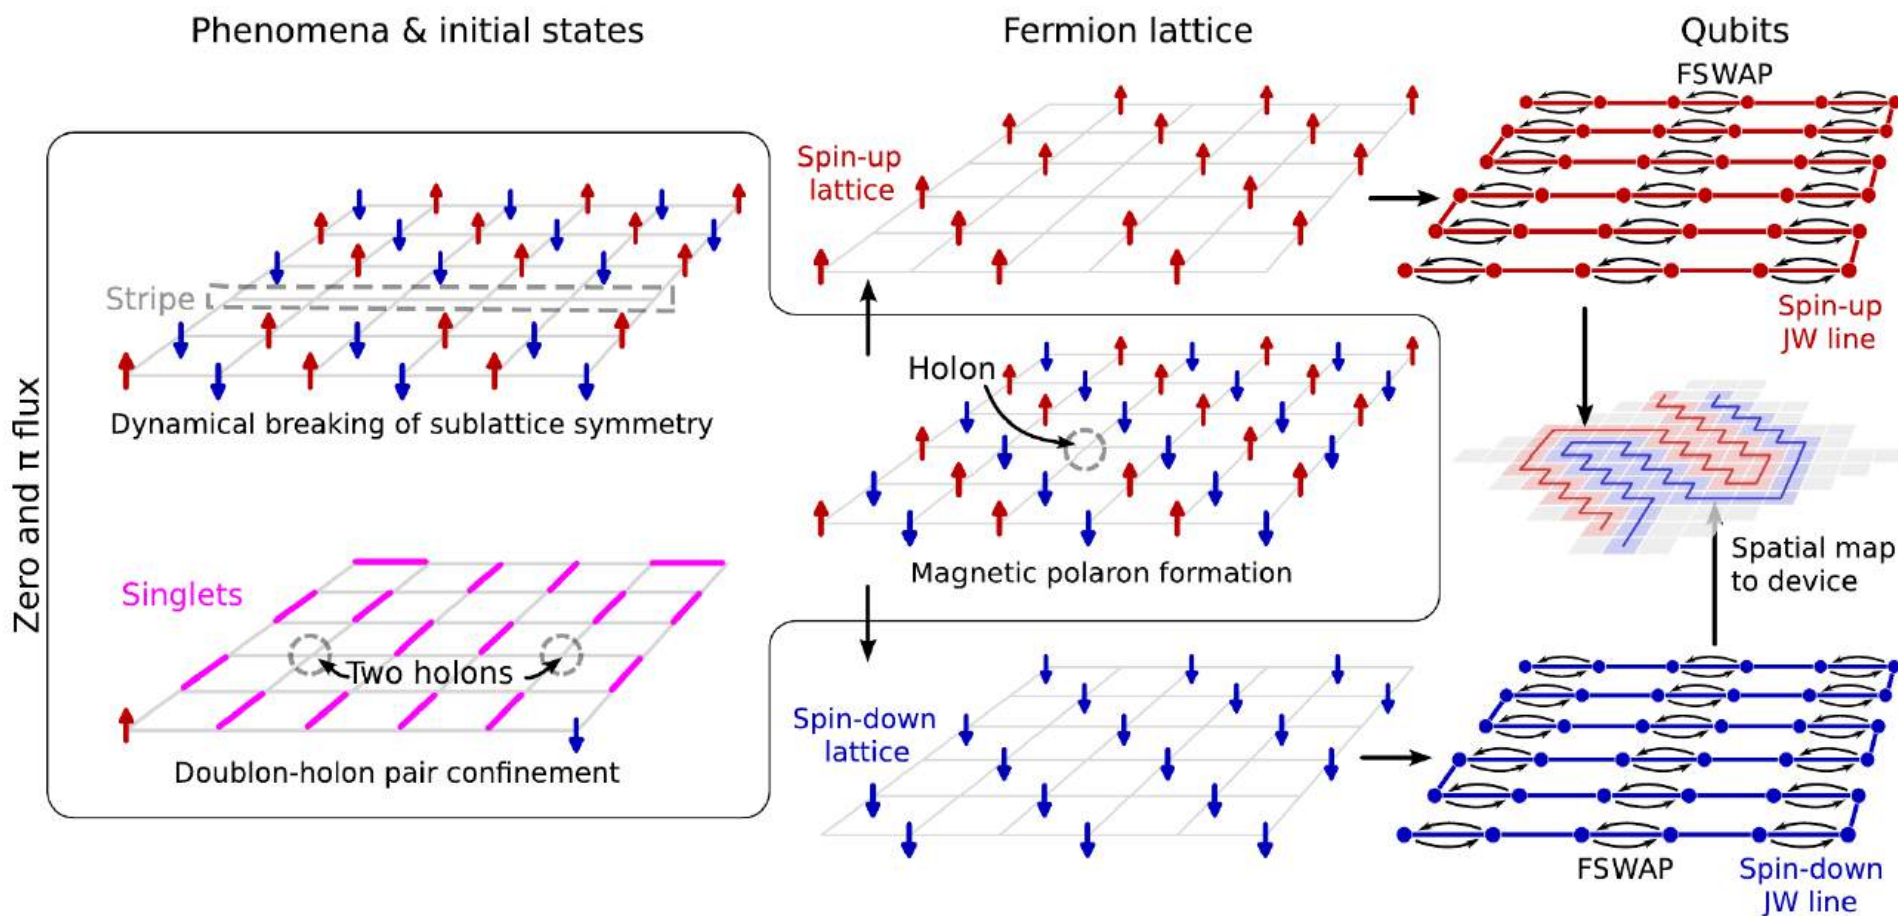 Phenomena & initial states
Fermion lattice
Qubits
FSWAP
Spin-up
lattice
Stripe
Spin-up
JW line
Holon
Dynamical breaking of sublattice symmetry
Zero and π flux
Magnetic polaron formation
Spatial map
to device
Singlets
Two holons
Spin-down
lattice
Doublon-holon pair confinement
FSWAP
Spin-down
JW line